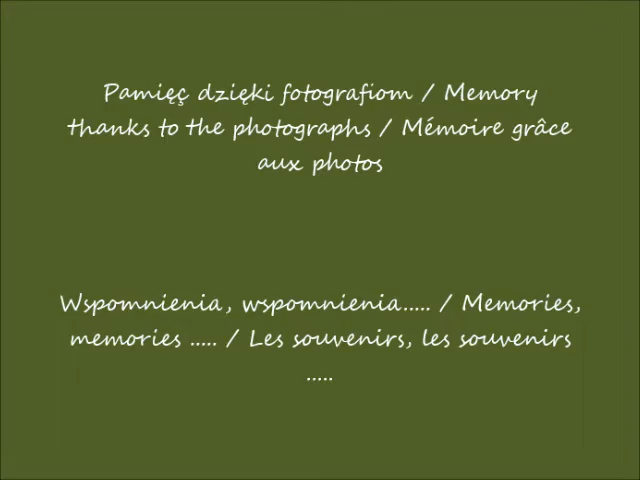 Pamięç dzięki fotografiom / Memory
thanks to the photographs / Mémoire grâce
aux photos
Wspomnienia, wspomnienia..... / Memories,
memories ..... / Les souvenirs, les souvenirs
.....